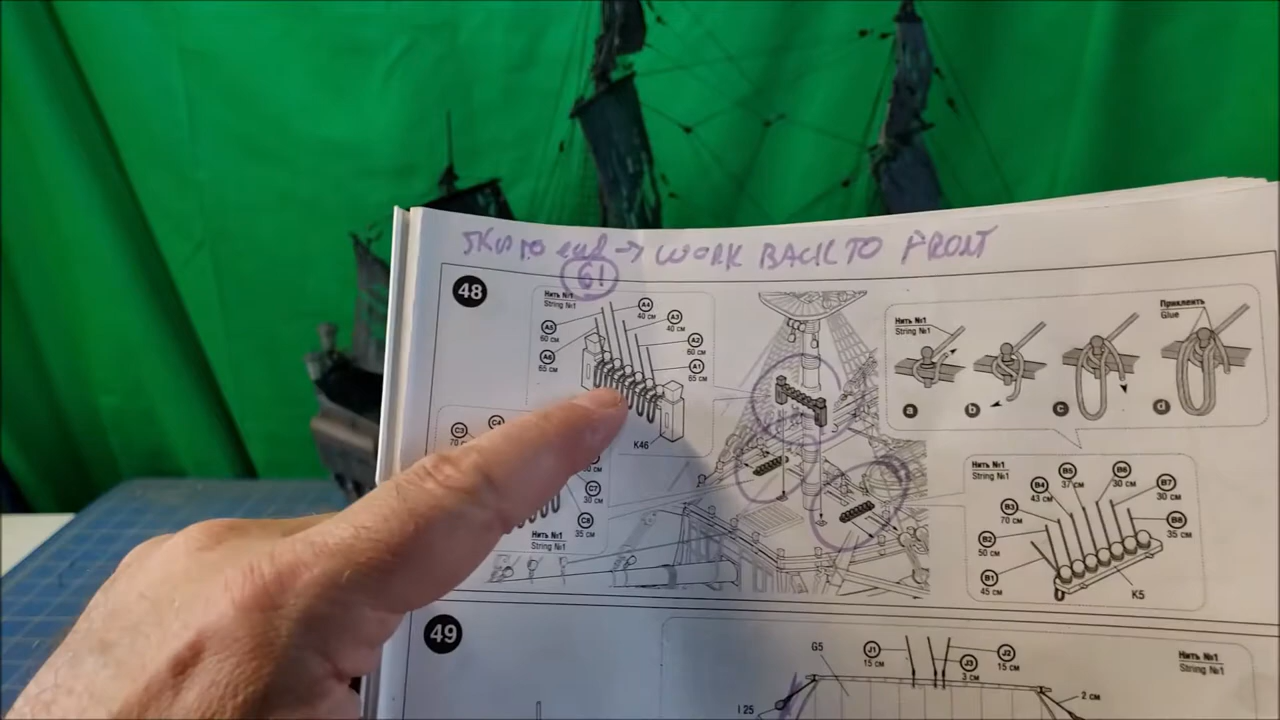 SKIP TO end → WORK BACK TO FRONT
61
48
Нить №1
String №1
A4
40 см
A3
40 см
A5
60 см
A2
60 см
A6
65 см
A1
65 см
K46
C3
C4
C7
30 см
C8
35 см
Нить №1
String №1
Нить №1
String №1
Приклеить
Glue
a
b
c
d
Нить №1
String №1
B5
37 см
B6
30 см
B4
43 см
B7
30 см
B3
70 см
B8
35 см
B2
50 см
B1
45 см
K5
49
G5
J1
15 см
J2
15 см
J3
3 см
Нить №1
String №1
I 25
2 см